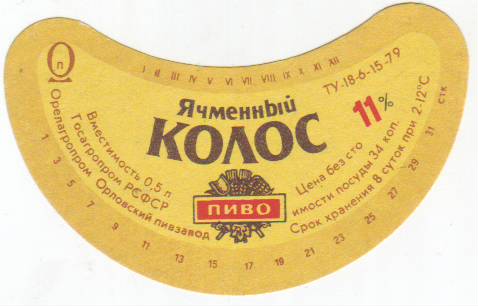 I II III IV V VI VII VIII IX X XI XII
п
Орелагропром
Орловский пивзавод
Госагропром РСФСР
Вместимость 0,5 л
Ячменный
КОЛОС
ПИВО
11%
ТУ-18-6-15-79
Цена без сто
имости посуды 34 коп.
Срок хранения 8 суток при 2-12°С
стк
1 3 5 7 9 11 13 15 17 19 21 23 25 27 29 31